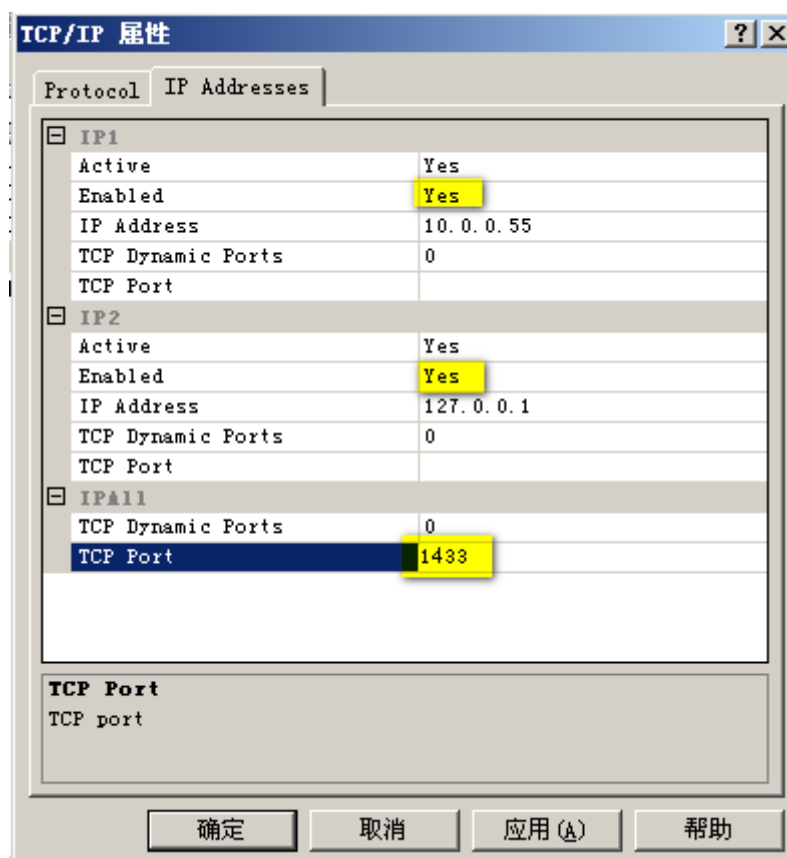 TCP/IP 属性
Protocol IP Addresses
IP1
Active Yes
Enabled Yes
IP Address 10.0.0.55
TCP Dynamic Ports 0
TCP Port
IP2
Active Yes
Enabled Yes
IP Address 127.0.0.1
TCP Dynamic Ports 0
TCP Port
IPAll
TCP Dynamic Ports 0
TCP Port 1433
TCP Port
TCP port
确定 取消 应用(A) 帮助